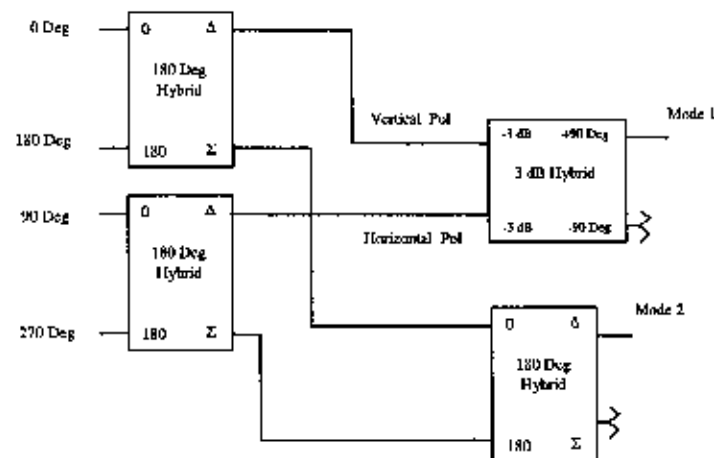 0 Deg
0 Δ
180 Deg
Hybrid
180 Deg
180 Σ
Vertical Pol
-3 dB +90 Deg
Mode 1
3 dB Hybrid
-3 dB -90 Deg
90 Deg
0 Δ
180 Deg
Hybrid
Horizontal Pol
270 Deg
180 Σ
0 Δ
Mode 2
180 Deg
Hybrid
180 Σ